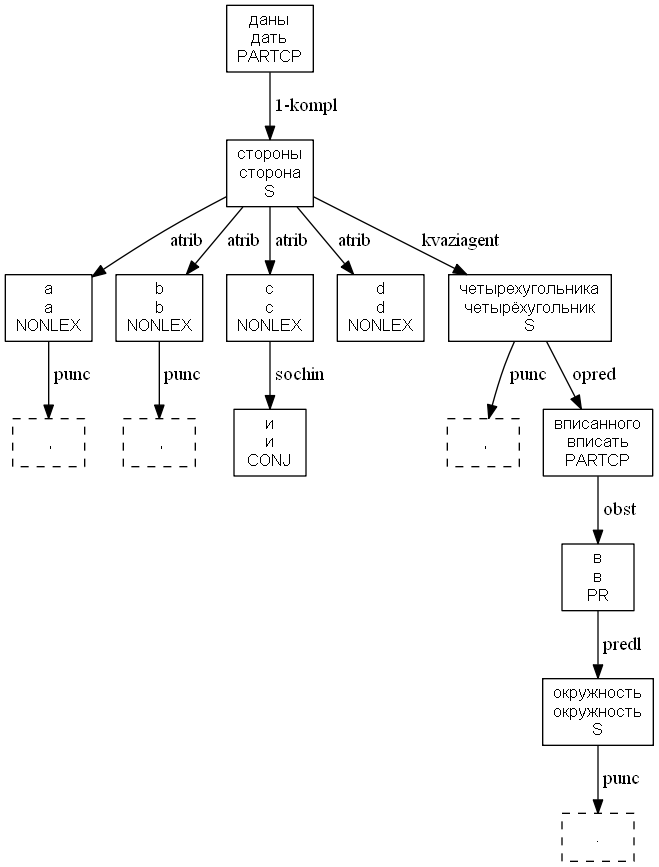 даны
дать
PARTCP
1-kompl
стороны
сторона
S
atrib
atrib
atrib
atrib
kvaziagent
a
a
NONLEX
b
b
NONLEX
c
c
NONLEX
d
d
NONLEX
четырехугольника
четырёхугольник
S
punc
punc
sochin
punc
opred
,
,
и
и
CONJ
,
вписанного
вписать
PARTCP
obst
в
в
PR
predl
окружность
окружность
S
punc
.